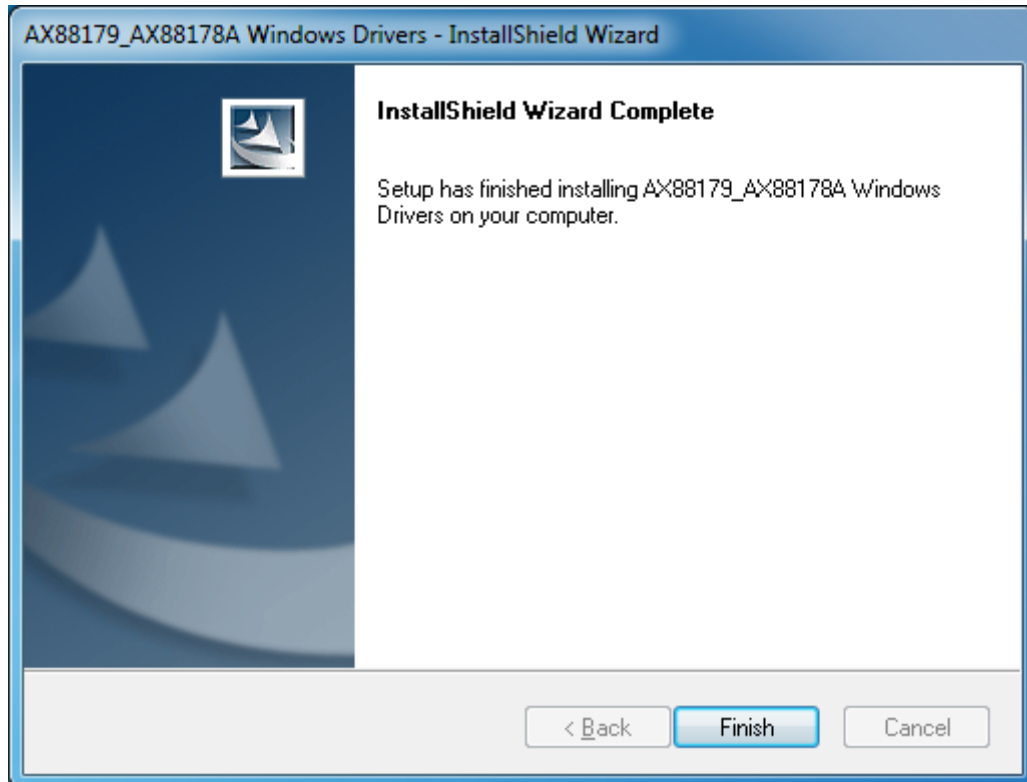 AX88179_AX88178A Windows Drivers - InstallShield Wizard
InstallShield Wizard Complete
Setup has finished installing AX88179_AX88178A Windows
Drivers on your computer.
< Back
Finish
Cancel